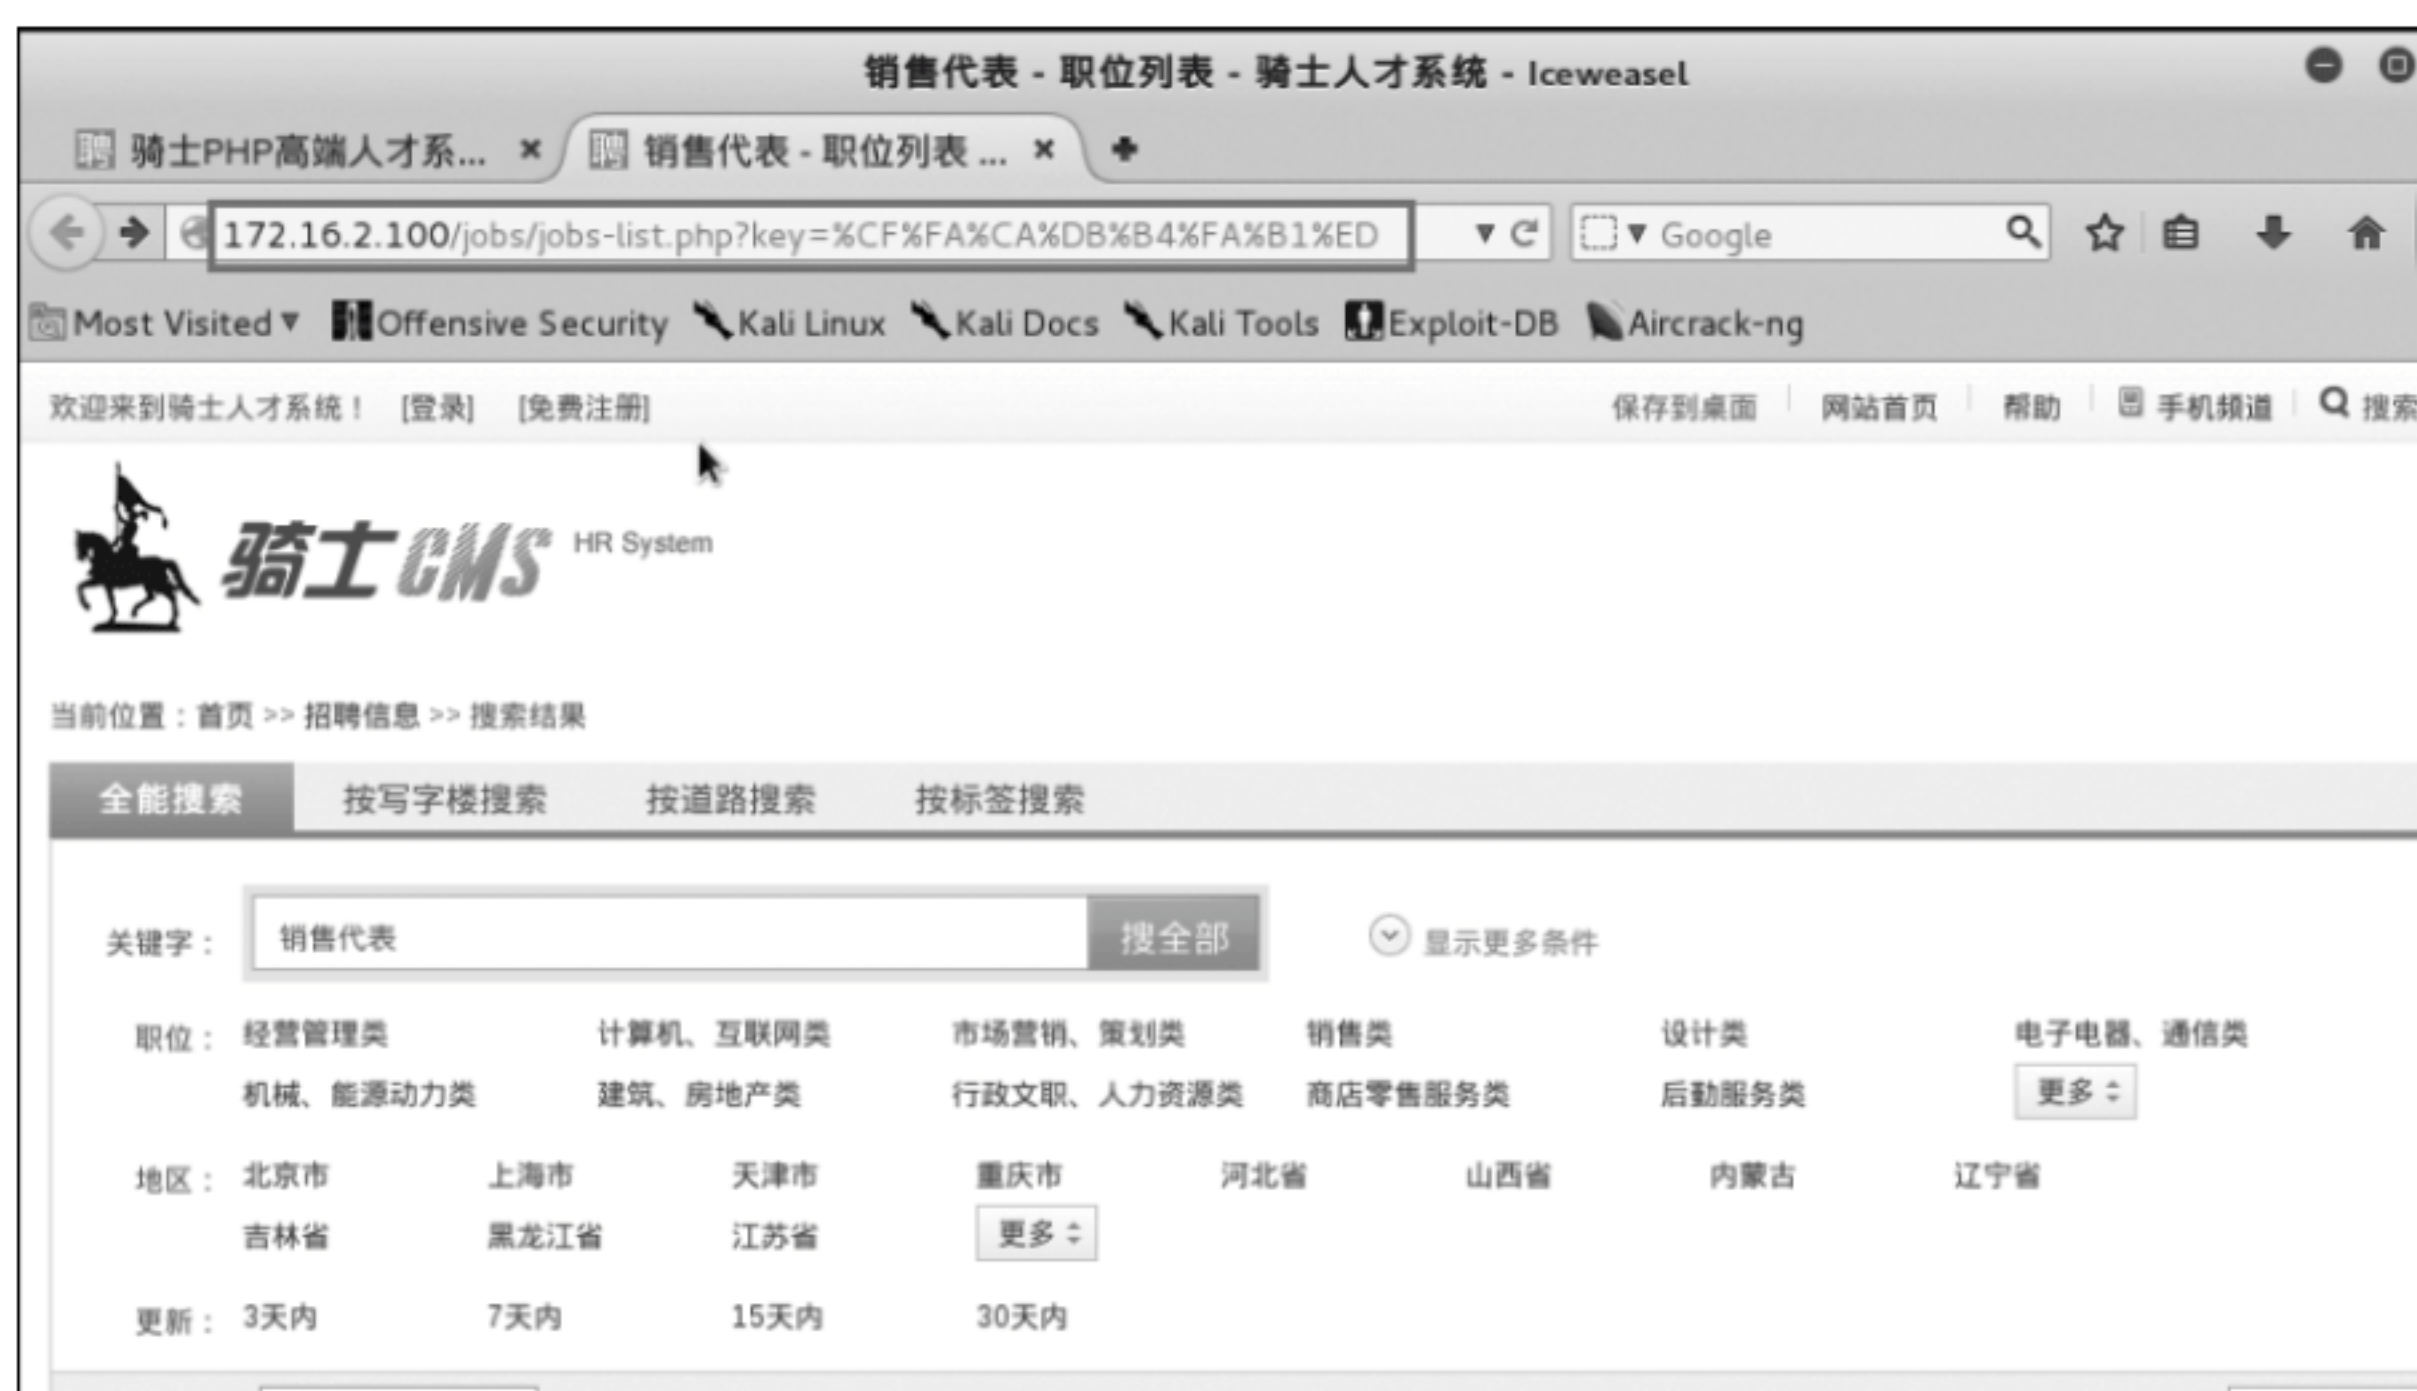 销售代表 - 职位列表 - 骑士人才系统 - Iceweasel
骑士PHP高端人才系... 销售代表 - 职位列表 ...
172.16.2.100/jobs/jobs-list.php?key=%CF%FA%CA%DB%B4%FA%B1%ED Google
Most Visited Offensive Security Kali Linux Kali Docs Kali Tools Exploit-DB Aircrack-ng
欢迎来到骑士人才系统！ [登录] [免费注册] 保存到桌面 网站首页 帮助 手机频道 搜索
骑士CMS HR System
当前位置：首页 >> 招聘信息 >> 搜索结果
全能搜索 按写字楼搜索 按道路搜索 按标签搜索
关键字： 销售代表 搜全部 显示更多条件
职位： 经营管理类 计算机、互联网类 市场营销、策划类 销售类 设计类 电子电器、通信类
机械、能源动力类 建筑、房地产类 行政文职、人力资源类 商店零售服务类 后勤服务类 更多
地区： 北京市 上海市 天津市 重庆市 河北省 山西省 内蒙古 辽宁省
吉林省 黑龙江省 江苏省 更多
更新： 3天内 7天内 15天内 30天内